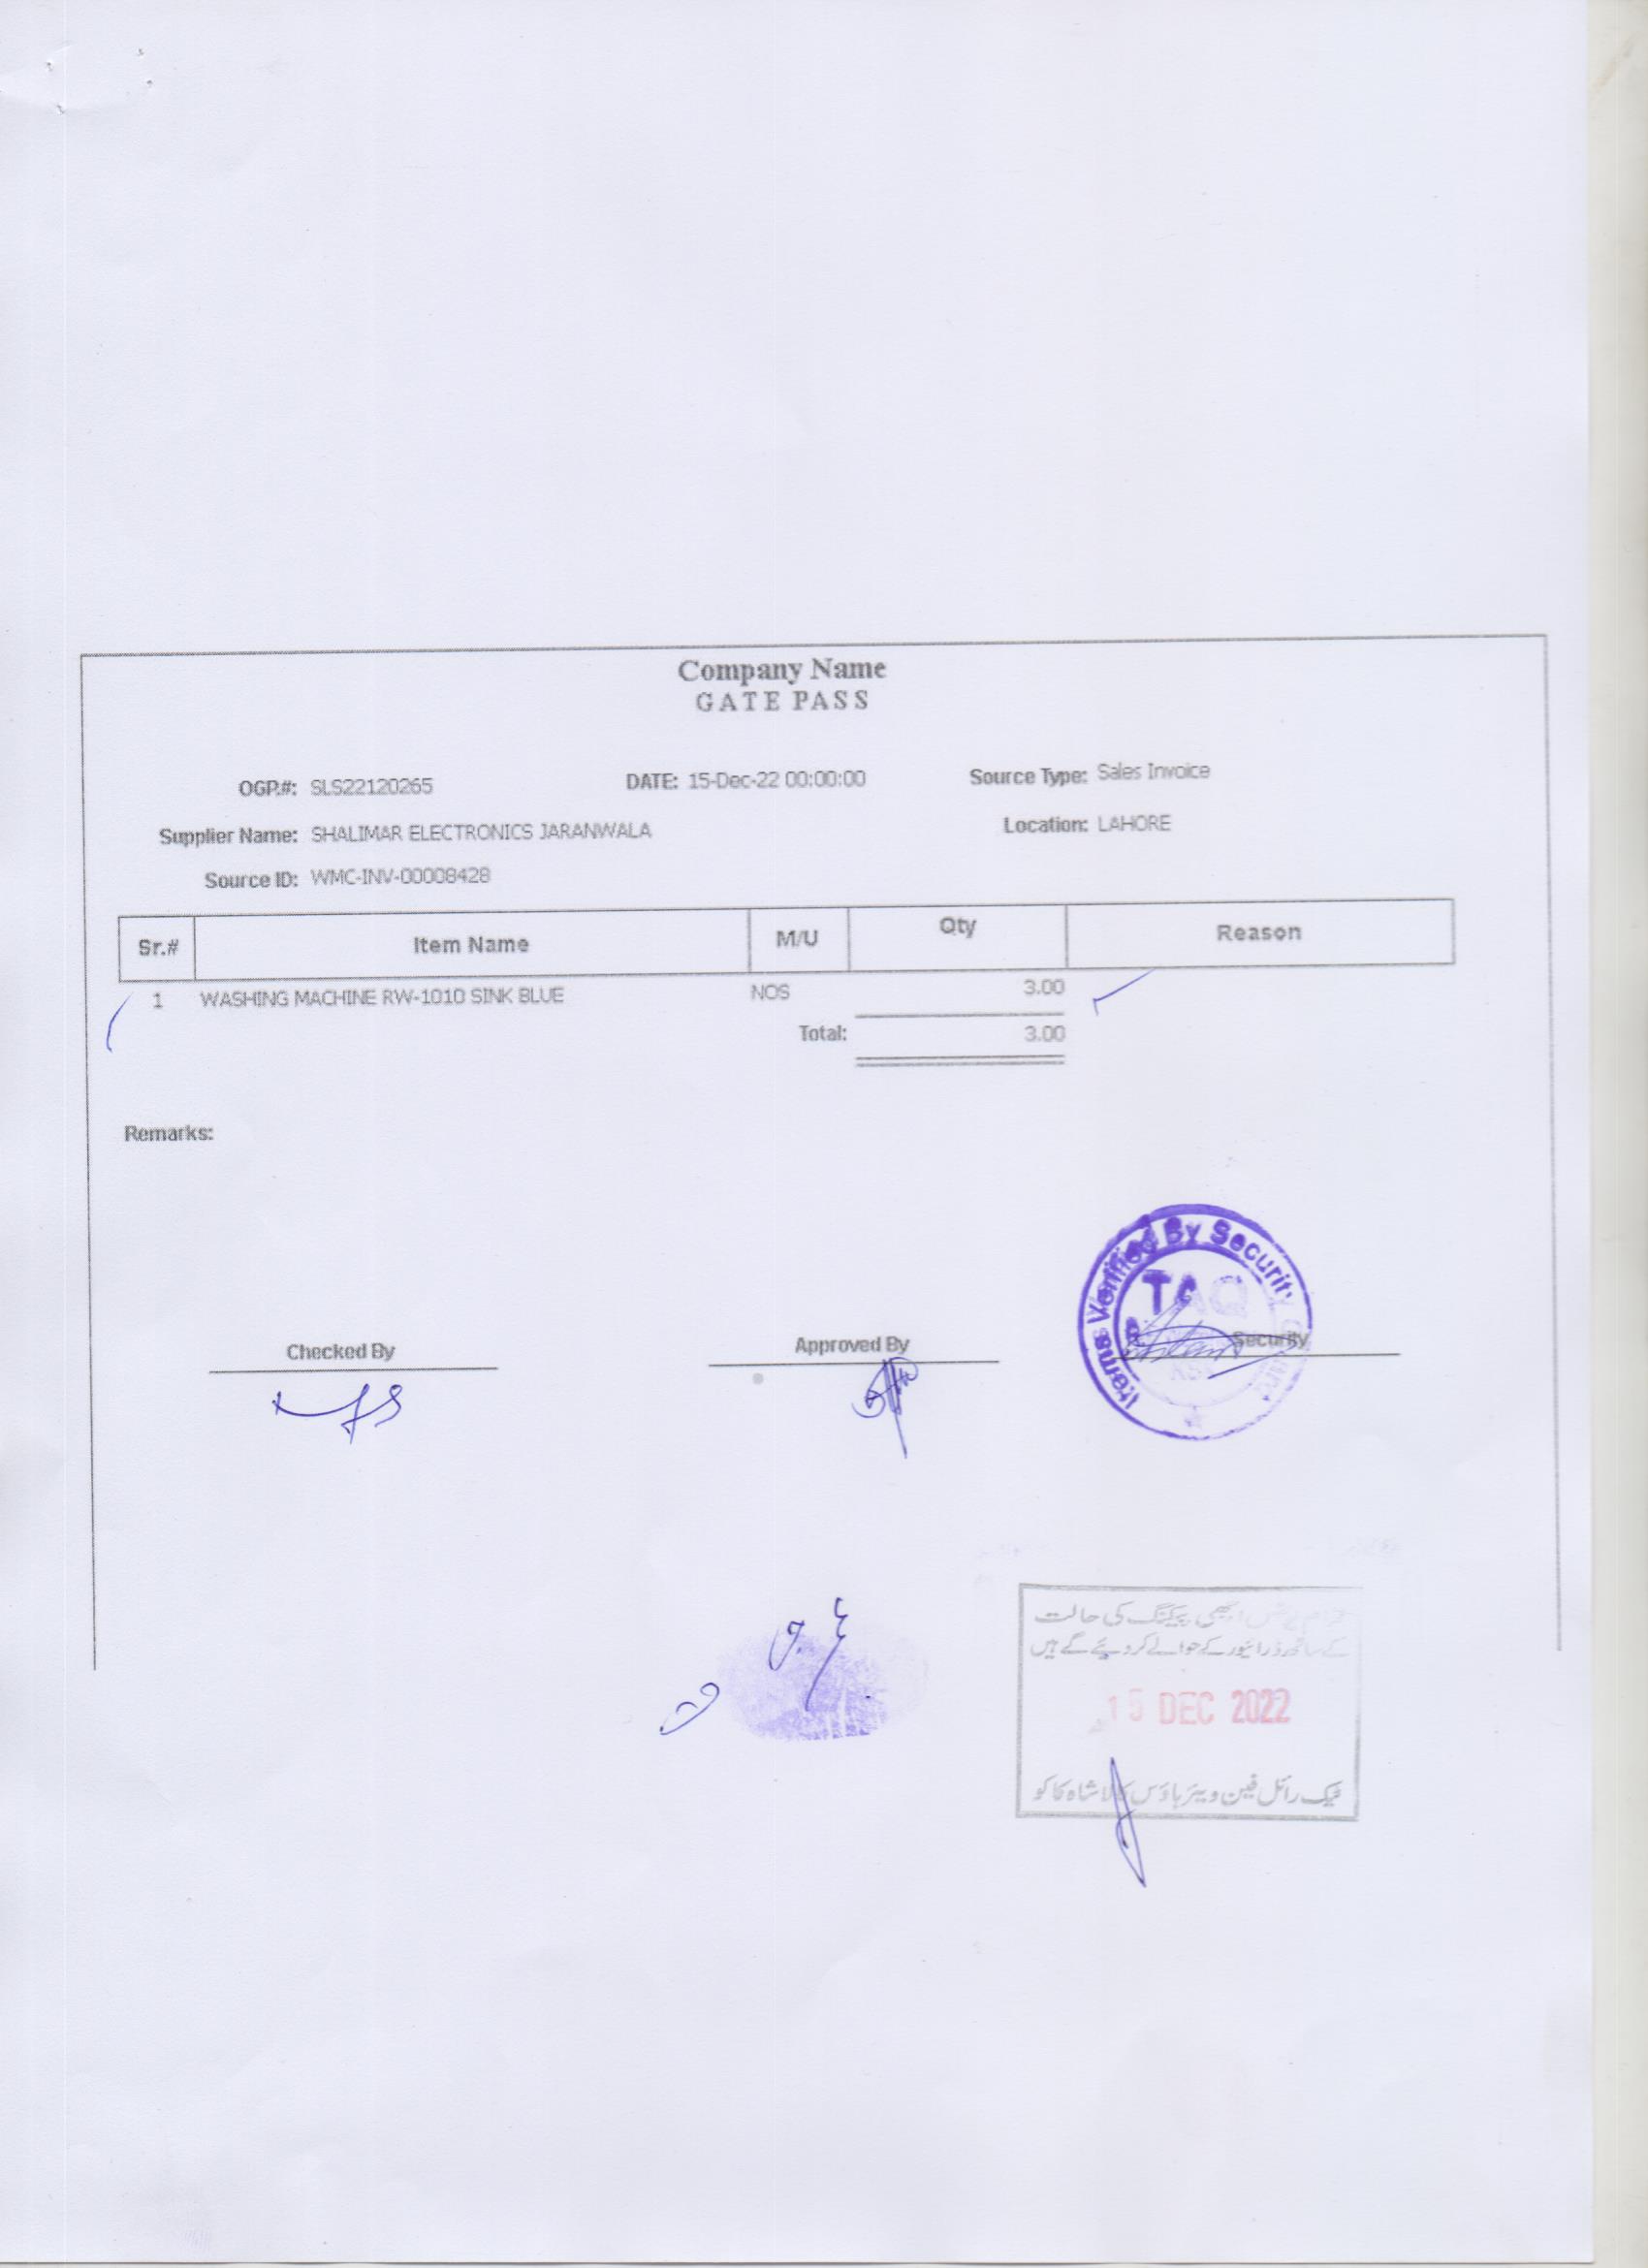 Company Name
GATE PASS
OGP.#: SLS22120265 DATE: 15-Dec-22 00:00:00 Source Type: Sales Invoice
Supplier Name: SHALIMAR ELECTRONICS JARANWALA Location: LAHORE
Source ID: WMC-INV-00008428
Sr.# Item Name M/U Qty Reason
1 WASHING MACHINE RW-1010 SINK BLUE NOS 3.00
Total: 3.00
Remarks:
Items Verified By Security
TAQ
Checked By Approved By Security
اچھی پیکنگ کی حالت
کے ساتھ ڈرائیور کے حوالے کر دیئے گئے ہیں
15 DEC 2022
ٹیک رائل فین ویئر ہاؤس کالا شاہ کاکو